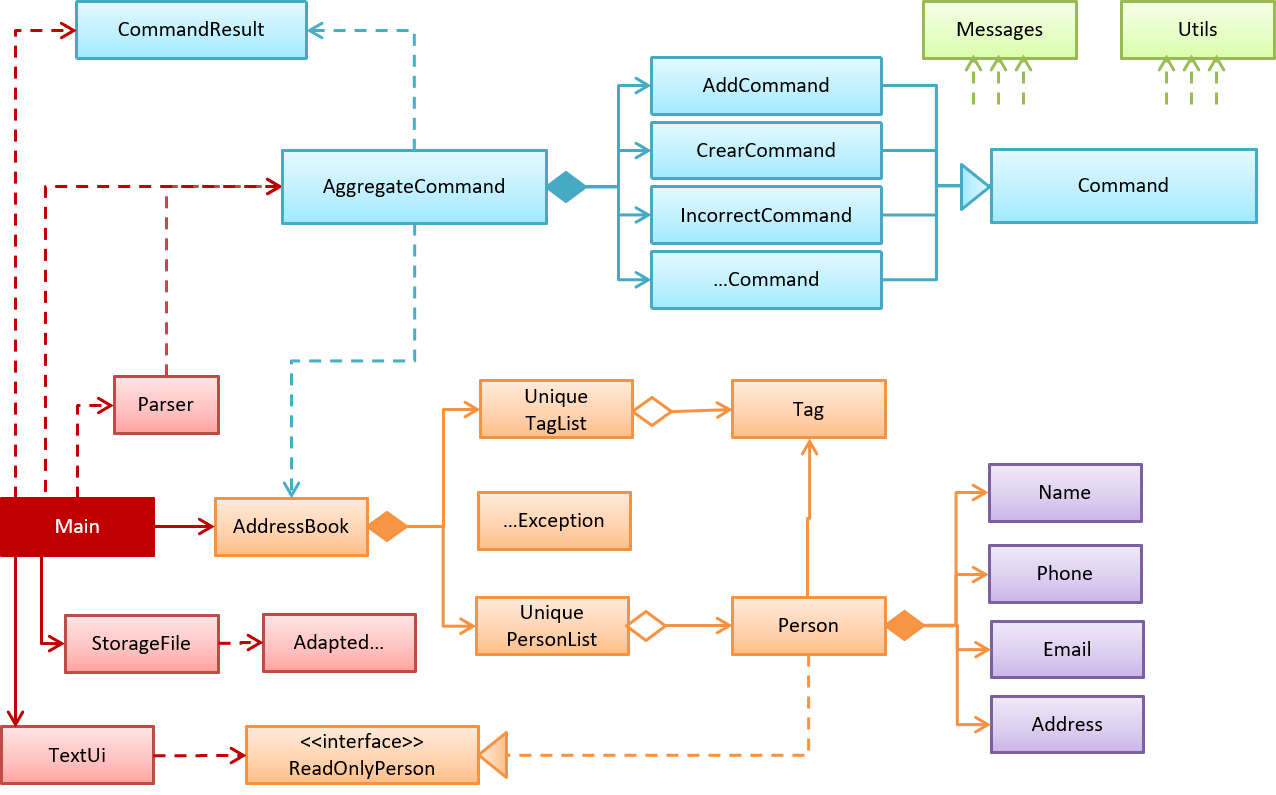 CommandResult
Messages
Utils
AddCommand
CrearCommand
AggregateCommand
Command
IncorrectCommand
...Command
Parser
Unique
TagList
Tag
Main
AddressBook
...Exception
Name
Phone
StorageFile
Adapted...
Unique
PersonList
Person
Email
Address
TextUi
<<interface>>
ReadOnlyPerson